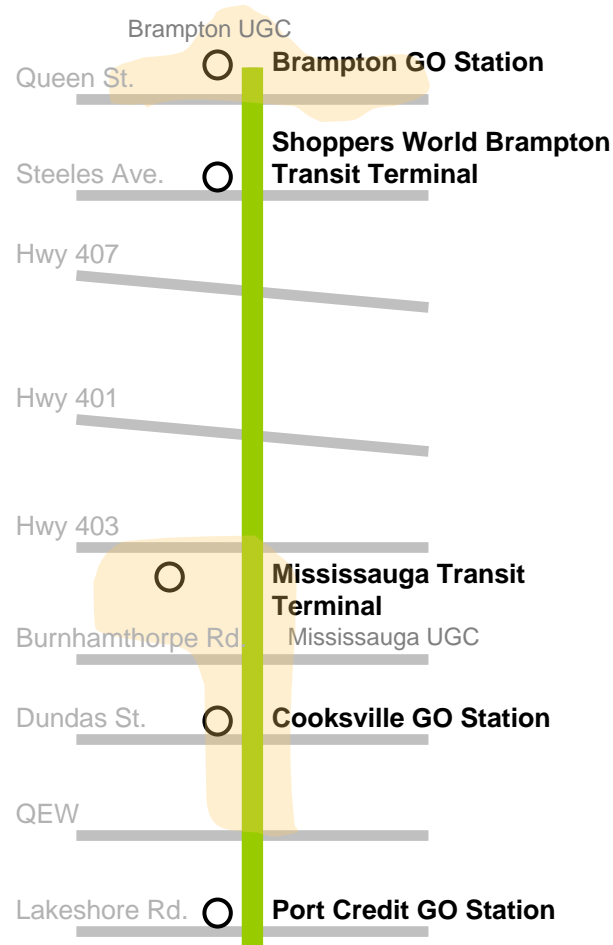 Brampton UGC
Brampton GO Station
Queen St.
Shoppers World Brampton
Transit Terminal
Steeles Ave.
Hwy 407
Hwy 401
Hwy 403
Mississauga Transit
Terminal
Burnhamthorpe Rd.
Mississauga UGC
Dundas St.
Cooksville GO Station
QEW
Lakeshore Rd.
Port Credit GO Station